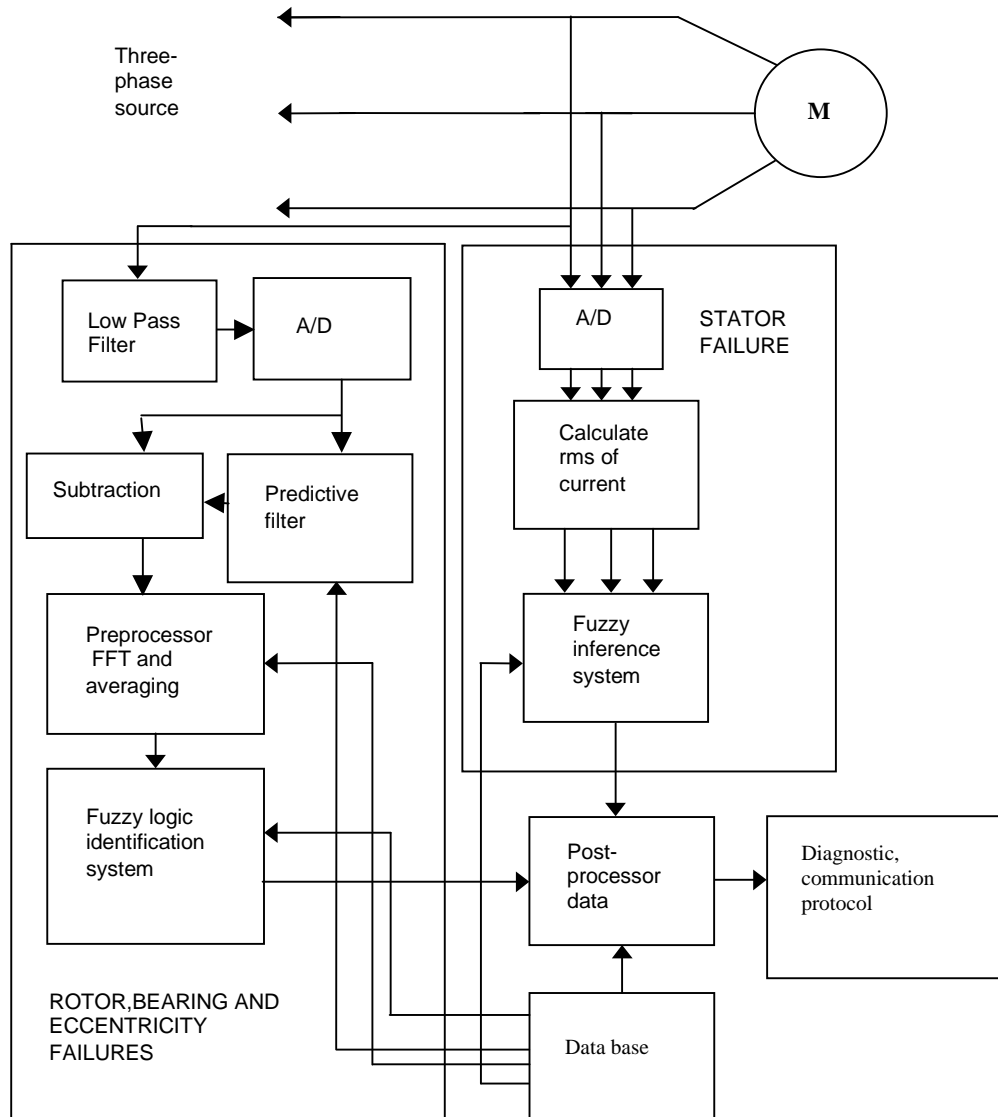 Three-
phase
source
M
Low Pass
Filter
A/D
A/D
STATOR
FAILURE
Calculate
rms of
current
Subtraction
Predictive
filter
Preprocessor
FFT and
averaging
Fuzzy
inference
system
Fuzzy logic
identification
system
Post-
processor
data
Diagnostic,
communication
protocol
ROTOR,BEARING AND
ECCENTRICITY
FAILURES
Data base